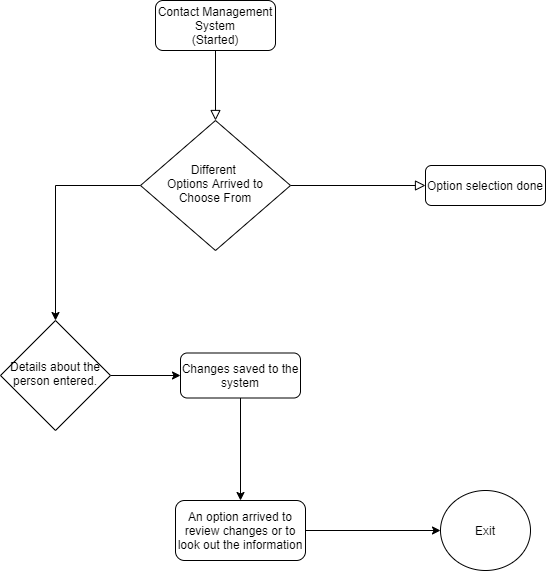 Contact Management
System
(Started)
Different
Options Arrived to
Choose From
Option selection done
Details about the
person entered.
Changes saved to the
system
An option arrived to
review changes or to
look out the information
Exit